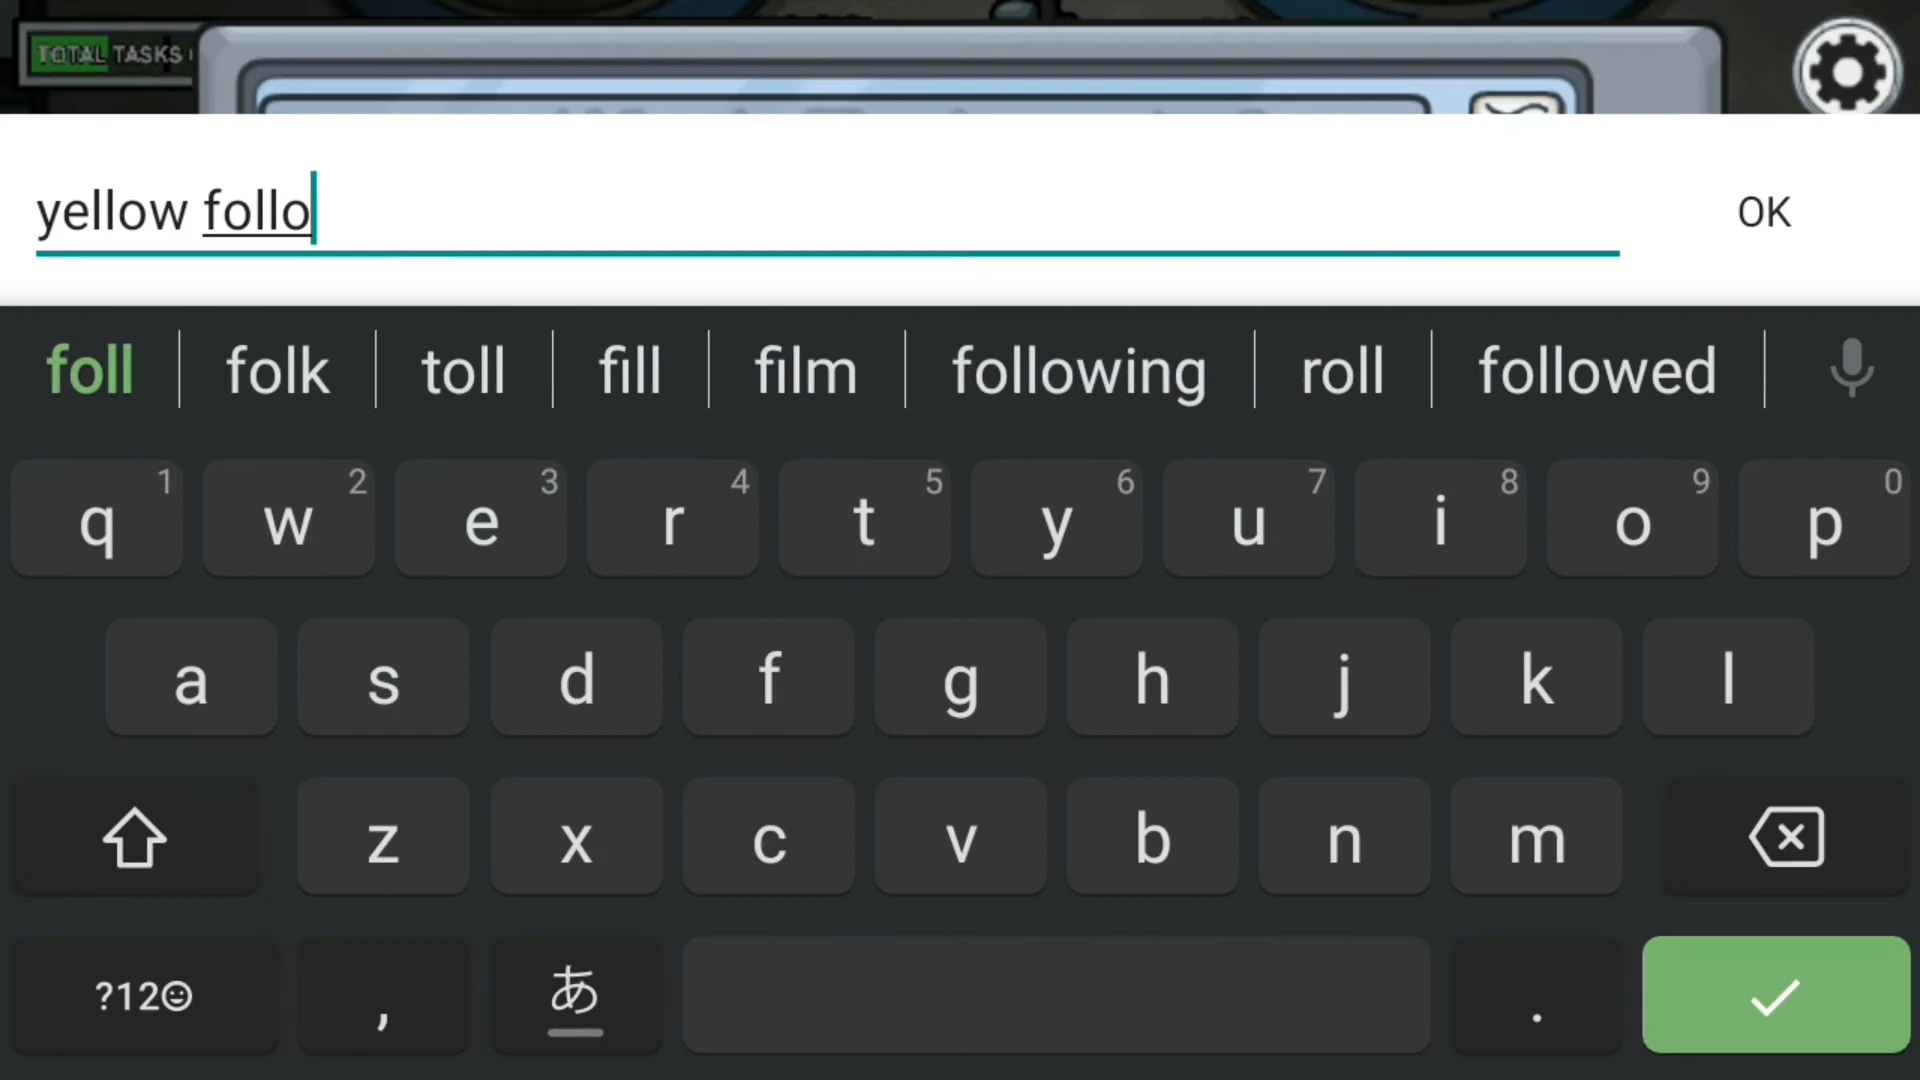 TOTAL TASKS
yellow follo
OK
foll folk toll fill film following roll followed
1 2 3 4 5 6 7 8 9 0
q w e r t y u i o p
a s d f g h j k l
z x c v b n m
?12☺ , あ .